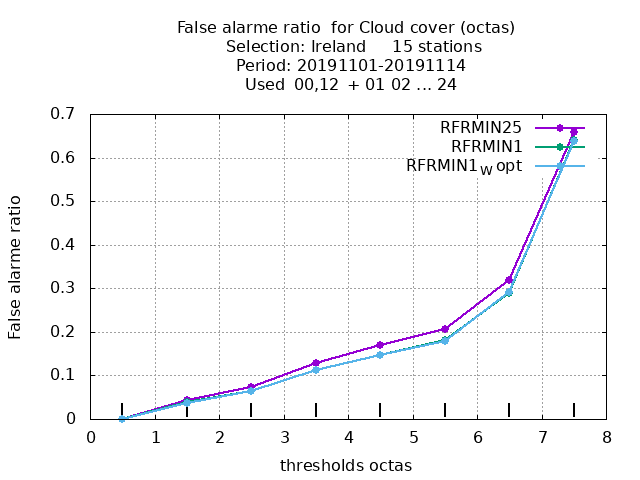 False alarme ratio for Cloud cover (octas)
Selection: Ireland 15 stations
Period: 20191101-20191114
Used 00,12 + 01 02 ... 24
RFRMIN25
RFRMIN1
RFRMIN1w opt
False alarme ratio
0.7
0.6
0.5
0.4
0.3
0.2
0.1
0
0 1 2 3 4 5 6 7 8
thresholds octas